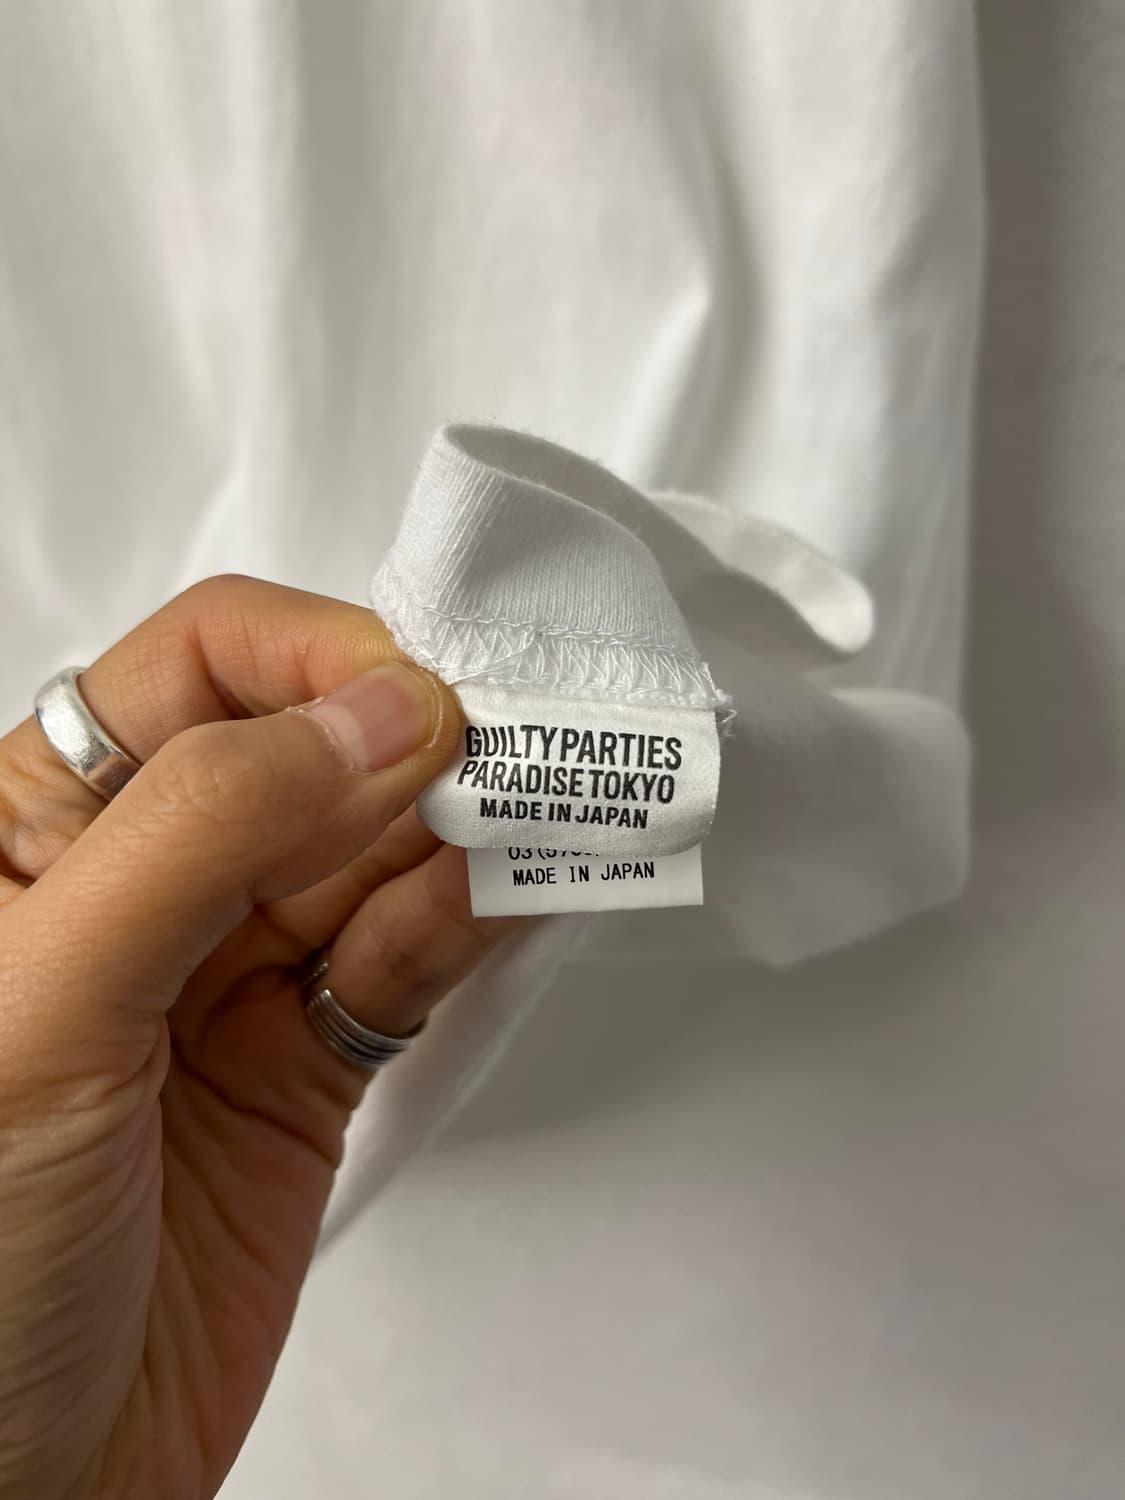 GUILTY PARTIES
PARADISE TOKYO
MADE IN JAPAN
MADE IN JAPAN